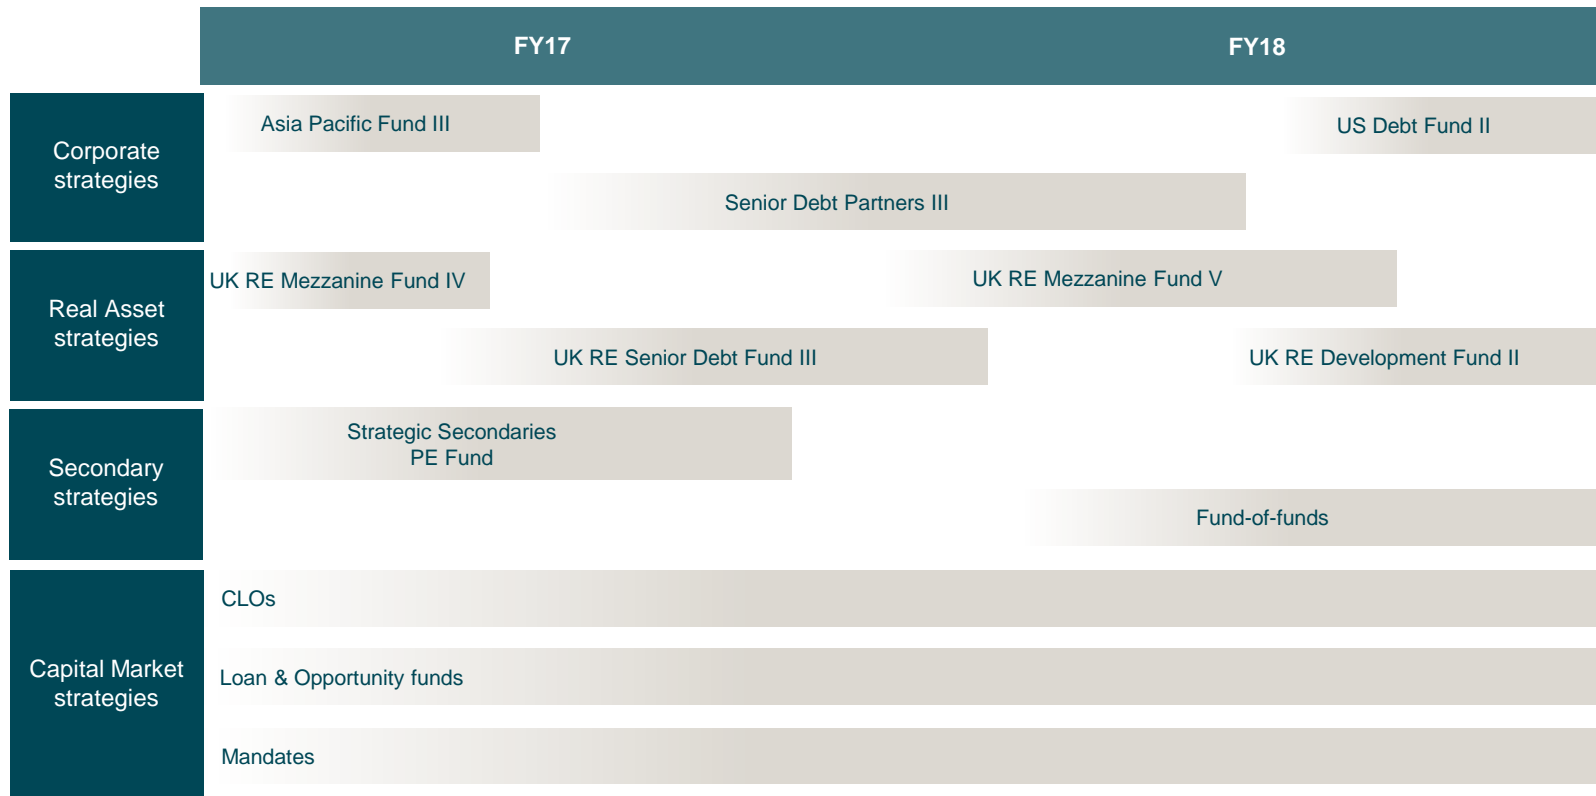 FY17
FY18
Corporate
strategies
Asia Pacific Fund III
US Debt Fund II
Senior Debt Partners III
Real Asset
strategies
UK RE Mezzanine Fund IV
UK RE Mezzanine Fund V
UK RE Senior Debt Fund III
UK RE Development Fund II
Secondary
strategies
Strategic Secondaries
PE Fund
Fund-of-funds
Capital Market
strategies
CLOs
Loan & Opportunity funds
Mandates